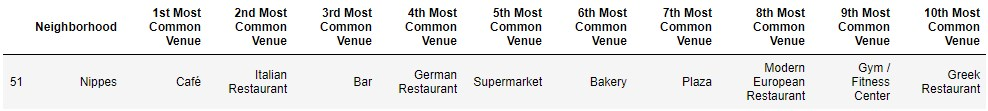 Neighborhood 1st Most Common Venue 2nd Most Common Venue 3rd Most Common Venue 4th Most Common Venue 5th Most Common Venue 6th Most Common Venue 7th Most Common Venue 8th Most Common Venue 9th Most Common Venue 10th Most Common Venue
51 Nippes Café Italian Restaurant Bar German Restaurant Supermarket Bakery Plaza Modern European Restaurant Gym / Fitness Center Greek Restaurant